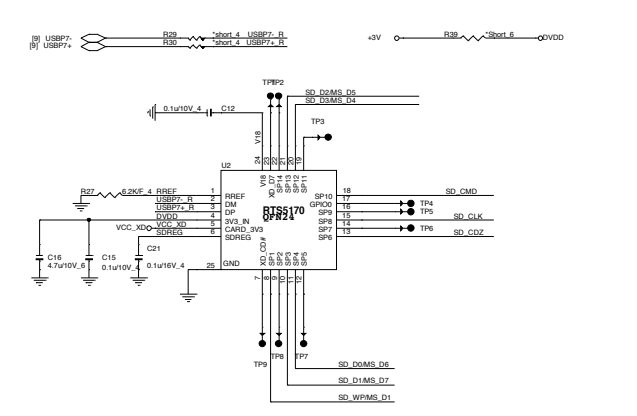 [9] USBP7- R29 *short_4 USBP7-_R
[9] USBP7+ R30 *short_4 USBP7+_R
+3V R39 *Short_6 DVDD
TP1 TP2
SD_D2/MS_D5
SD_D3/MS_D4
0.1u/10V_4 C12
TP3
V18
24 23 22 21 20 19
U2
V18 XD_D7 SP14 SP13 SP12 SP11
R27 6.2K/F_4 RREF 1 RREF
USBP7-_R 2 DM
USBP7+_R 3 DP
DVDD 4 3V3_IN
VCC_XD VCC_XD 5 CARD_3V3
SDREG 6 SDREG
RTS5170
QFN24
SP10 18 SD_CMD
GPIO0 17 TP4
SP9 16 TP5
SP8 15 SD_CLK
SP7 14 TP6
SP6 13 SD_CDZ
C16
4.7u/10V_6
C15
0.1u/10V_4
C21
0.1u/16V_4
25 GND
XD_CD# SP1 SP2 SP3 SP4 SP5
7 8 9 10 11 12
TP9 TP8 TP7
SD_D0/MS_D6
SD_D1/MS_D7
SD_WP/MS_D1